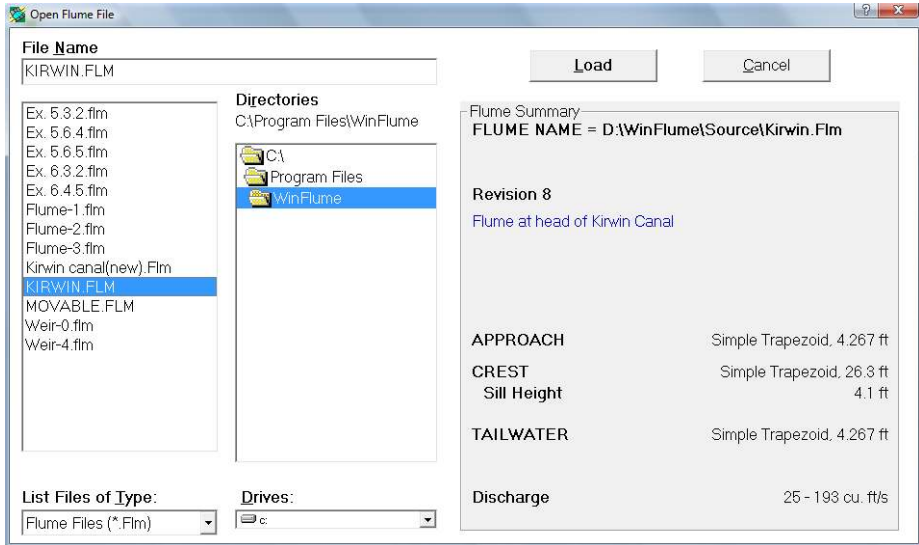 Open Flume File
File Name
KIRWIN.FLM
Load
Cancel
Ex. 5.3.2.flm
Ex. 5.6.4.flm
Ex. 5.6.5.flm
Ex. 6.3.2.flm
Ex. 6.4.5.flm
Flume-1.flm
Flume-2.flm
Flume-3.flm
Kirwin canal(new).Flm
KIRWIN.FLM
MOVABLE.FLM
Weir-0.flm
Weir-4.flm
Directories
C:\Program Files\WinFlume
C:\
Program Files
WinFlume
Flume Summary
FLUME NAME = D:\WinFlume\Source\Kirwin.Flm
Revision 8
Flume at head of Kirwin Canal
APPROACH Simple Trapezoid, 4.267 ft
CREST Simple Trapezoid, 26.3 ft
Sill Height 4.1 ft
TAILWATER Simple Trapezoid, 4.267 ft
Discharge 25 - 193 cu. ft/s
List Files of Type:
Flume Files (*.Flm)
Drives:
c: